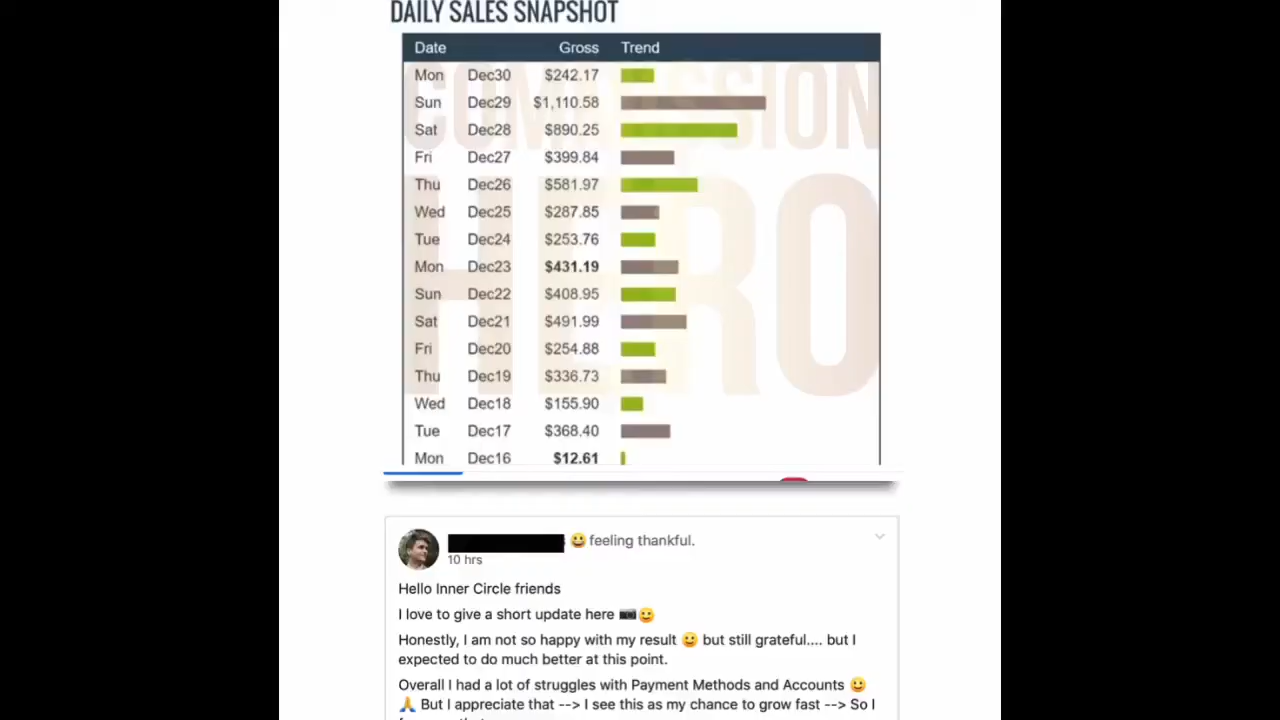 DAILY SALES SNAPSHOT
Date Gross Trend
Mon Dec30 $242.17
Sun Dec29 $1,110.58
Sat Dec28 $890.25
Fri Dec27 $399.84
Thu Dec26 $581.97
Wed Dec25 $287.85
Tue Dec24 $253.76
Mon Dec23 $431.19
Sun Dec22 $408.95
Sat Dec21 $491.99
Fri Dec20 $254.88
Thu Dec19 $336.73
Wed Dec18 $155.90
Tue Dec17 $368.40
Mon Dec16 $12.61
COMMISSION
HERO
😀 feeling thankful.
10 hrs
Hello Inner Circle friends
I love to give a short update here 📷🙂
Honestly, I am not so happy with my result 😀 but still grateful.... but I
expected to do much better at this point.
Overall I had a lot of struggles with Payment Methods and Accounts 😀
🙏 But I appreciate that --> I see this as my chance to grow fast --> So I